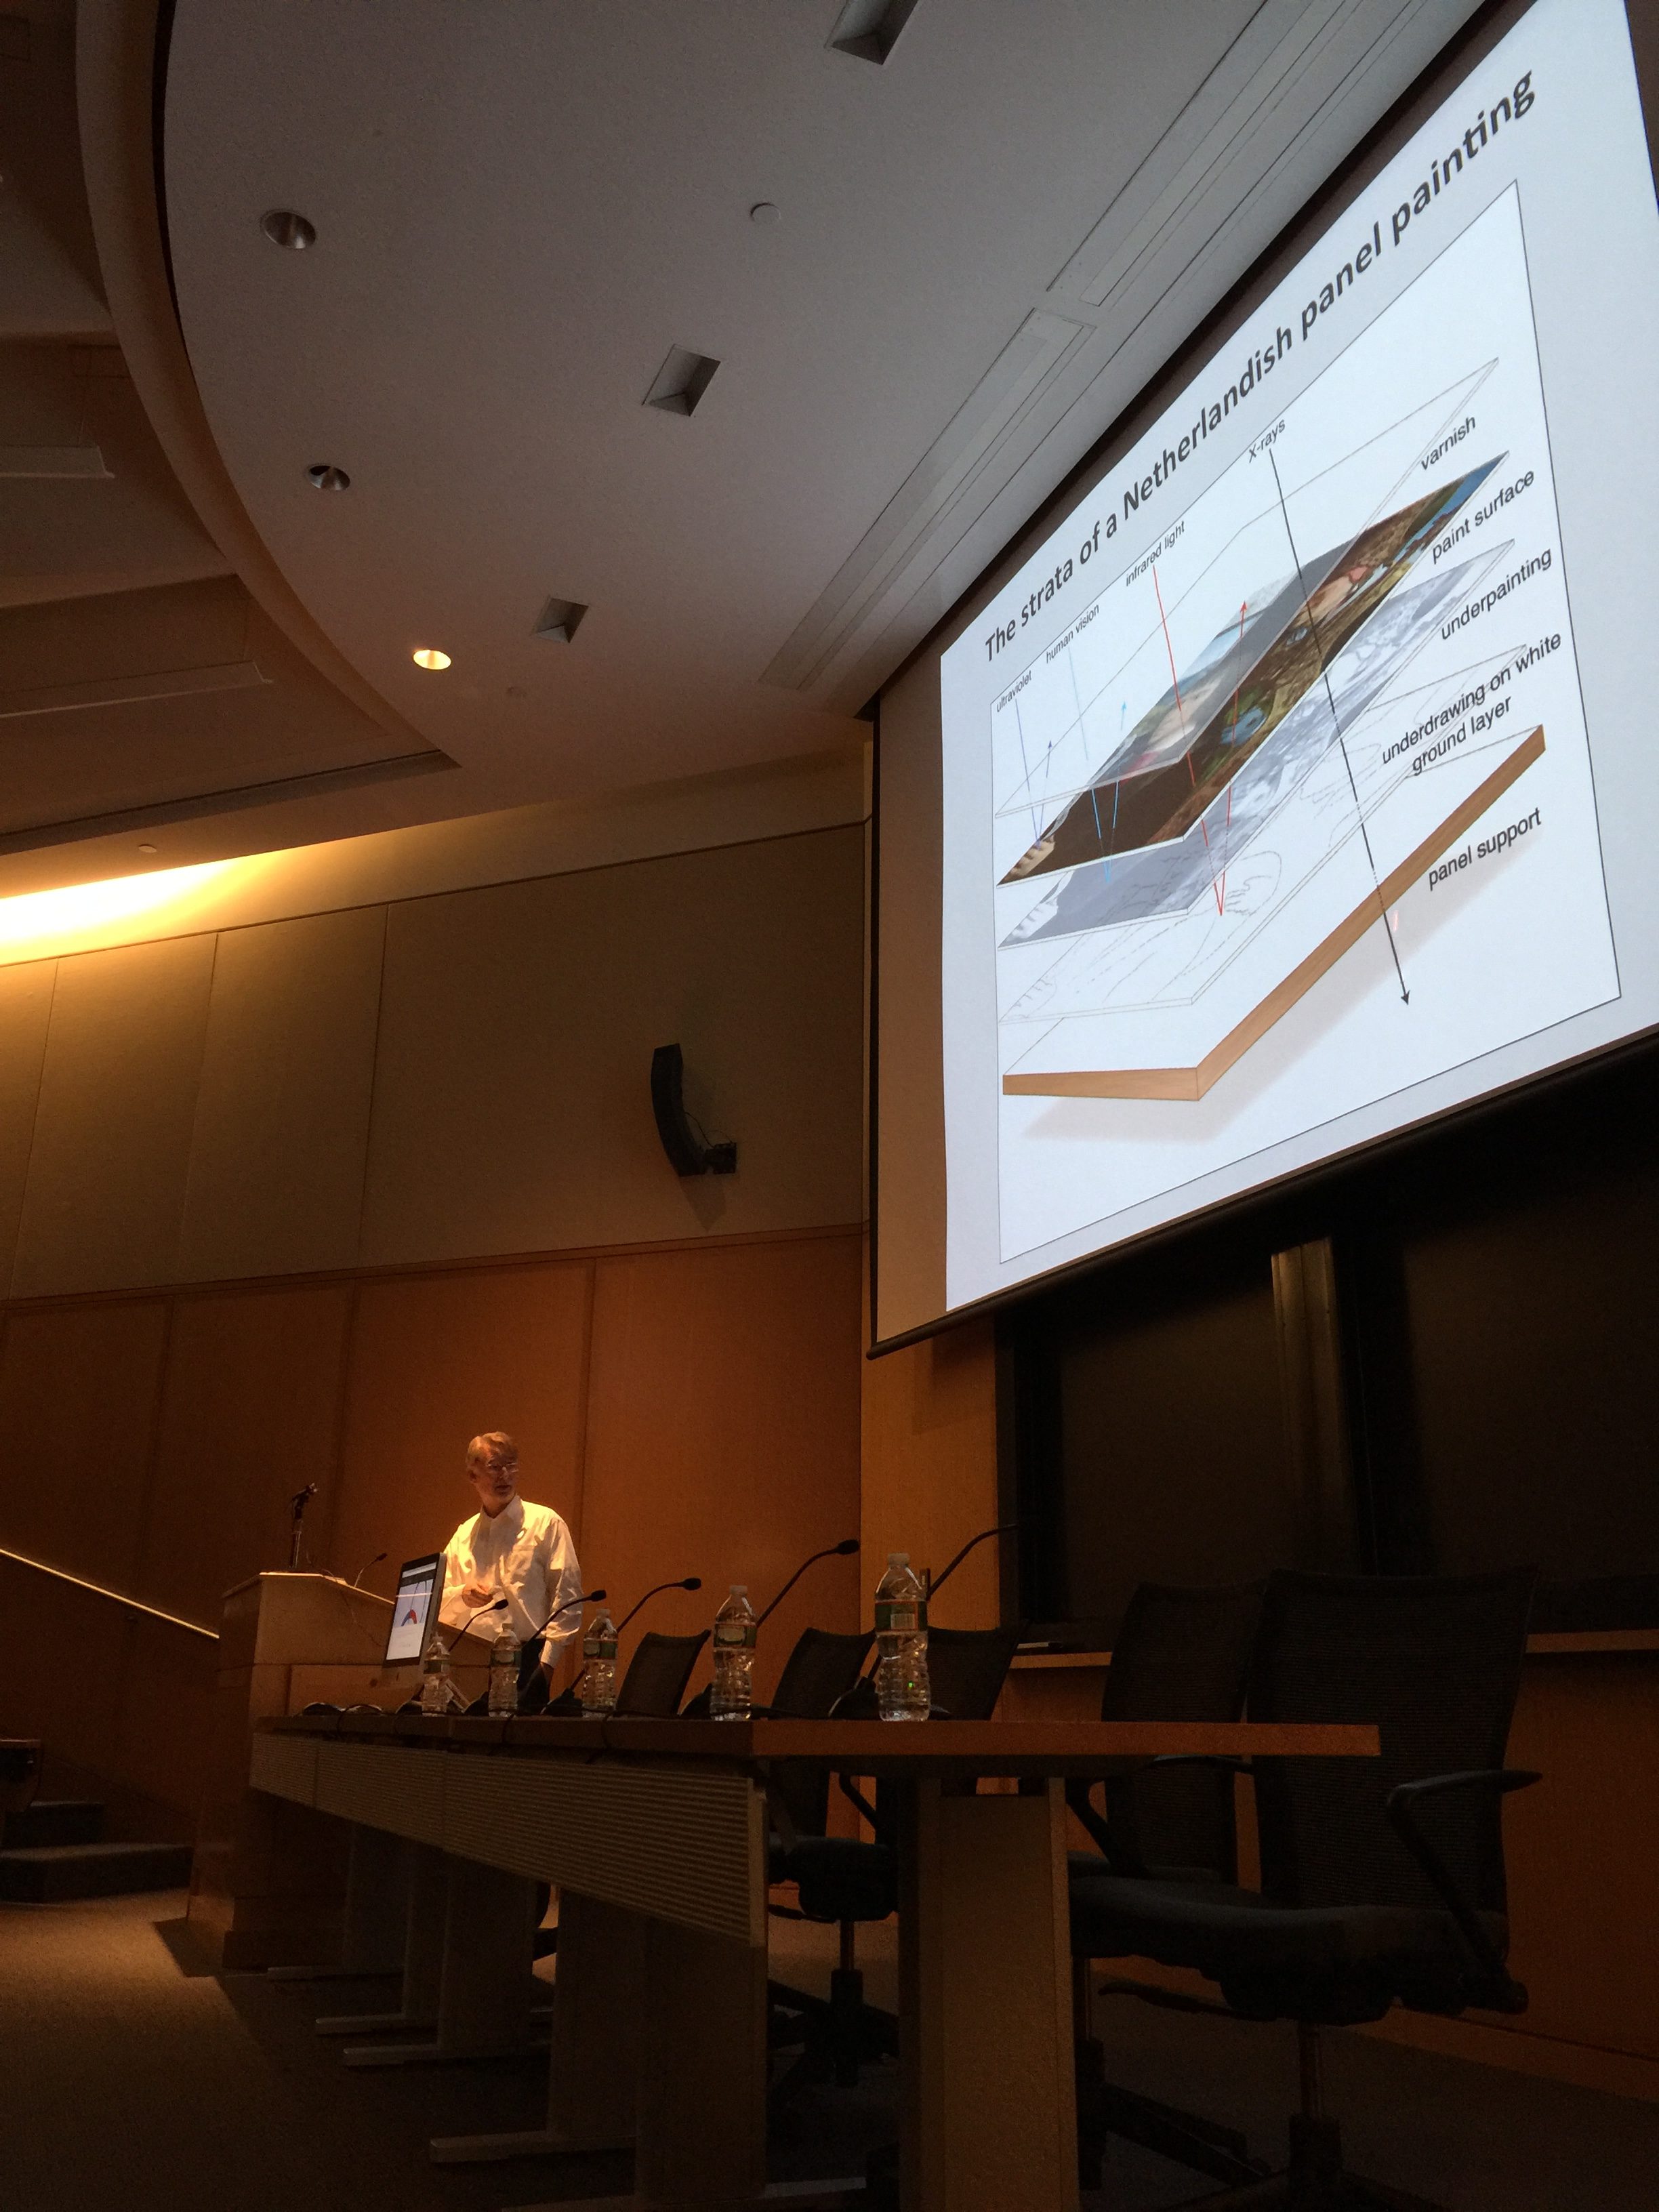 The strata of a Netherlandish panel painting
ultraviolet
human vision
infrared light
X-rays
varnish
paint surface
underpainting
underdrawing on white
ground layer
panel support